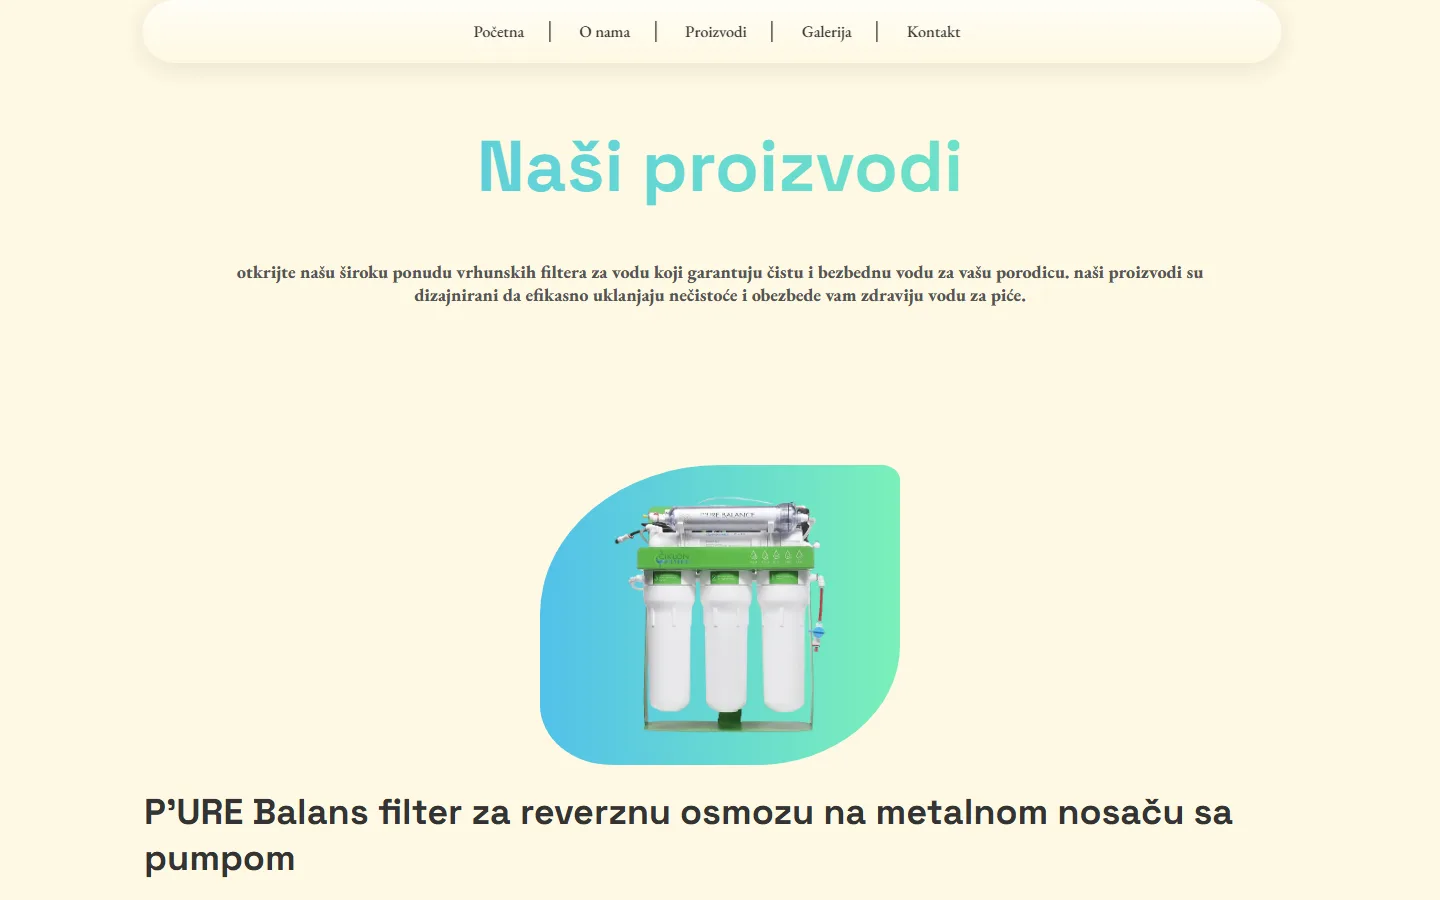 Početna
O nama
Proizvodi
Galerija
Kontakt
Naši proizvodi
otkrijte našu široku ponudu vrhunskih filtera za vodu koji garantuju čistu i bezbednu vodu za vašu porodicu. naši proizvodi su
dizajnirani da efikasno uklanjaju nečistoće i obezbede vam zdraviju vodu za piće.
P'URE BALANCE
P’URE Balans filter za reverznu osmozu na metalnom nosaču sa
pumpom